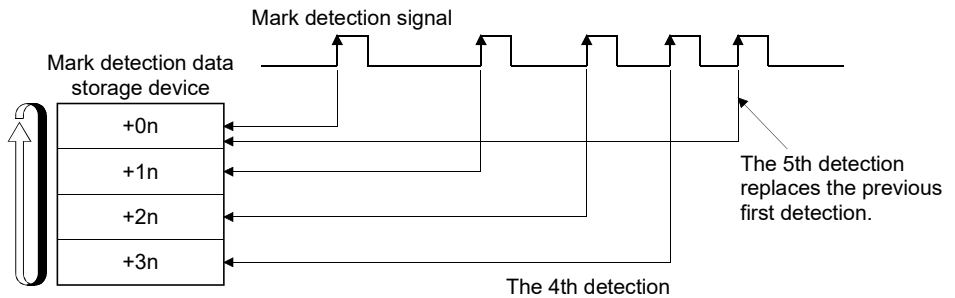 Mark detection signal
Mark detection data
storage device
+0n
+1n
+2n
+3n
The 5th detection
replaces the previous
first detection.
The 4th detection